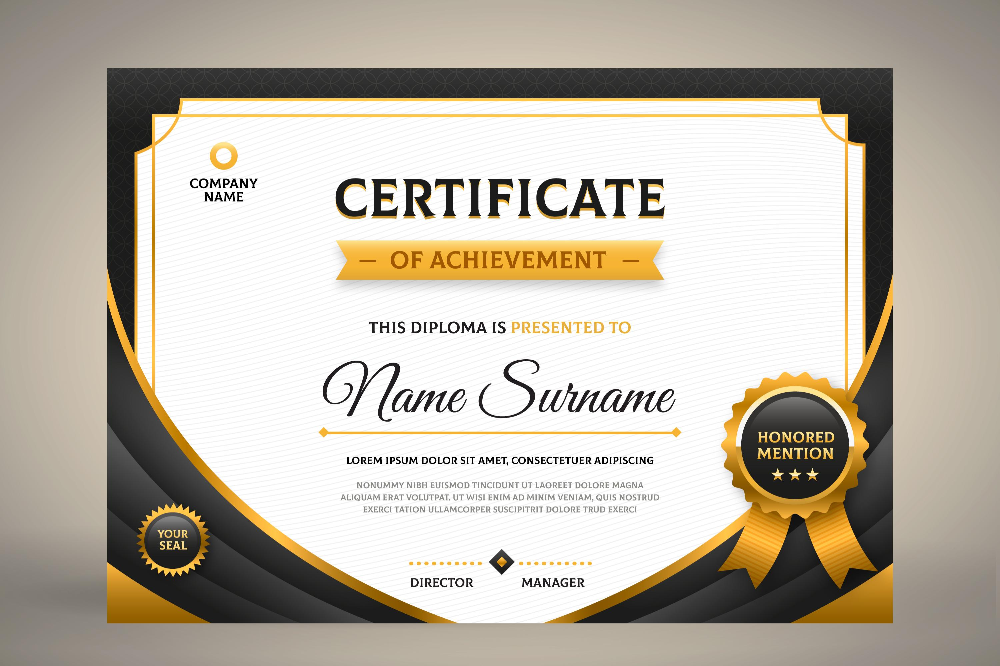 COMPANY
NAME
CERTIFICATE
— OF ACHIEVEMENT —
THIS DIPLOMA IS PRESENTED TO
Name Surname
LOREM IPSUM DOLOR SIT AMET, CONSECTETUER ADIPISCING
NONUMMY NIBH EUISMOD TINCIDUNT UT LAOREET DOLORE MAGNA
ALIQUAM ERAT VOLUTPAT. UT WISI ENIM AD MINIM VENIAM, QUIS NOSTRUD
EXERCI TATION ULLAMCORPER SUSCIPITRIT DOLORE TRUD EXERCI
HONORED
MENTION
YOUR
SEAL
DIRECTOR
MANAGER